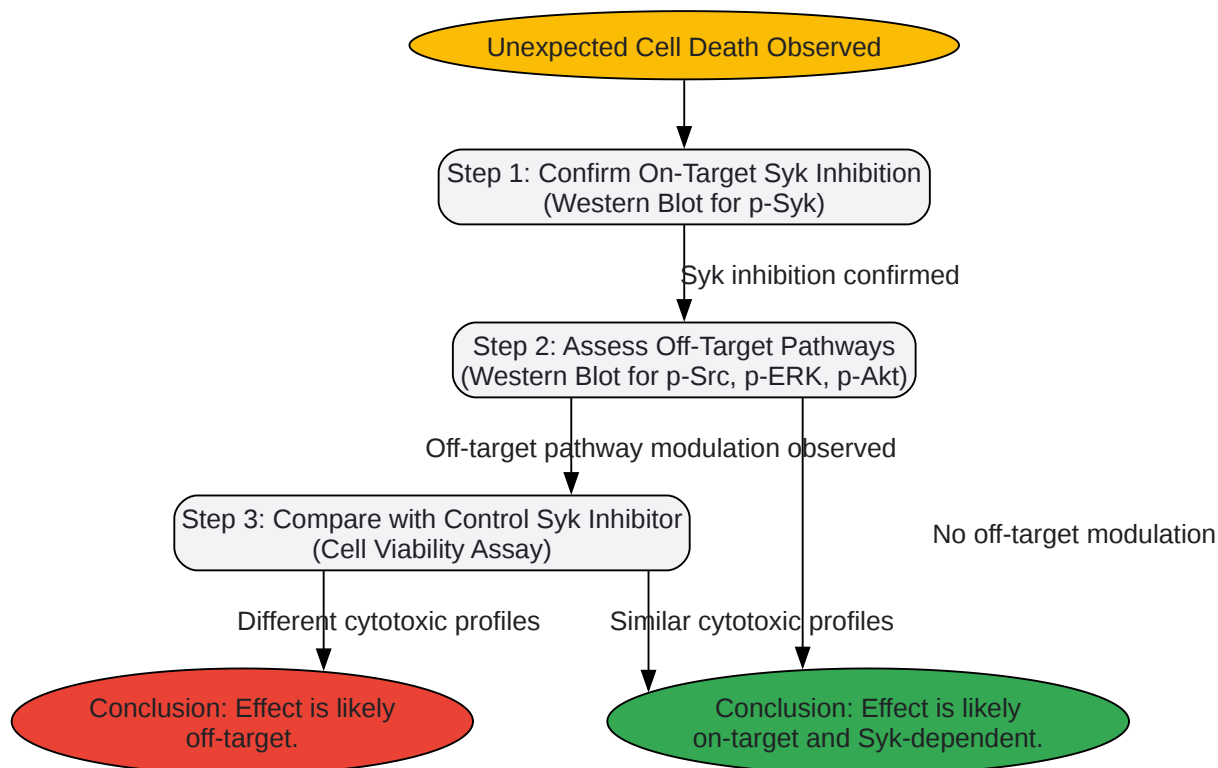 Unexpected Cell Death Observed
Step 1: Confirm On-Target Syk Inhibition
(Western Blot for p-Syk)
Syk inhibition confirmed
Step 2: Assess Off-Target Pathways
(Western Blot for p-Src, p-ERK, p-Akt)
Off-target pathway modulation observed
Step 3: Compare with Control Syk Inhibitor
(Cell Viability Assay)
No off-target modulation
Different cytotoxic profiles
Similar cytotoxic profiles
Conclusion: Effect is likely
off-target.
Conclusion: Effect is likely
on-target and Syk-dependent.